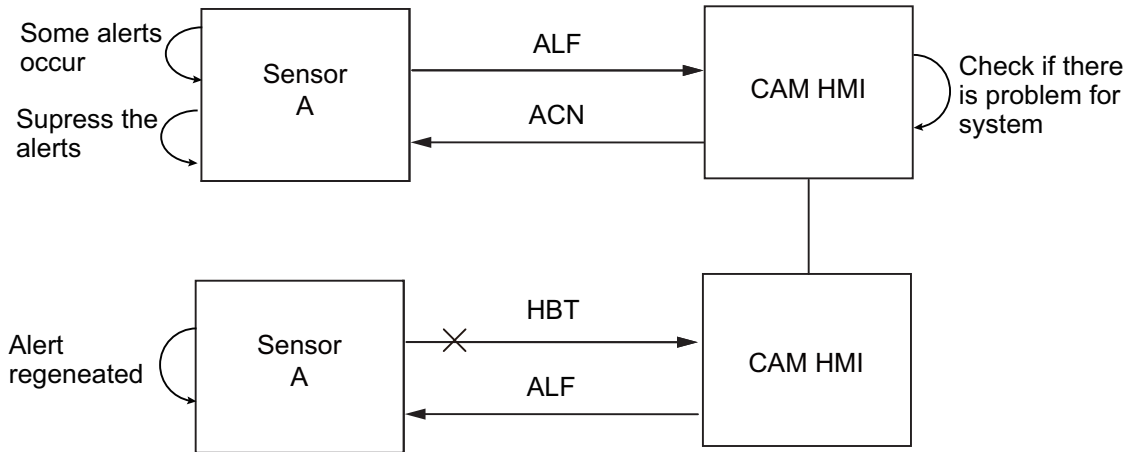 Some alerts
occur
Supress the
alerts
Sensor
A
ALF
ACN
CAM HMI
Check if there
is problem for
system
Alert
regeneated
Sensor
A
HBT
ALF
CAM HMI